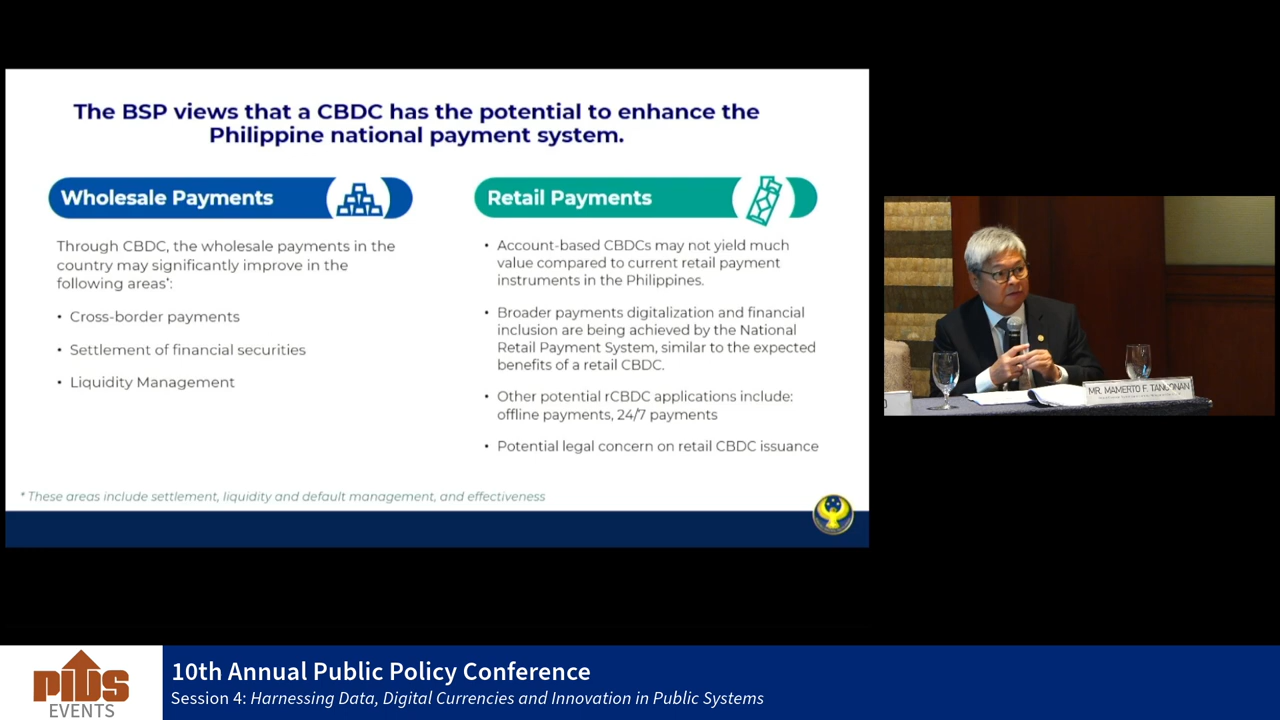 The BSP views that a CBDC has the potential to enhance the
Philippine national payment system.
Wholesale Payments
Through CBDC, the wholesale payments in the
country may significantly improve in the
following areas*:
• Cross-border payments
• Settlement of financial securities
• Liquidity Management
Retail Payments
• Account-based CBDCs may not yield much
value compared to current retail payment
instruments in the Philippines.
• Broader payments digitalization and financial
inclusion are being achieved by the National
Retail Payment System, similar to the expected
benefits of a retail CBDC.
• Other potential rCBDC applications include:
offline payments, 24/7 payments
• Potential legal concern on retail CBDC issuance
* These areas include settlement, liquidity and default management, and effectiveness
MR. MAMERTO F. TANGONAN
PIDS
EVENTS
10th Annual Public Policy Conference
Session 4: Harnessing Data, Digital Currencies and Innovation in Public Systems